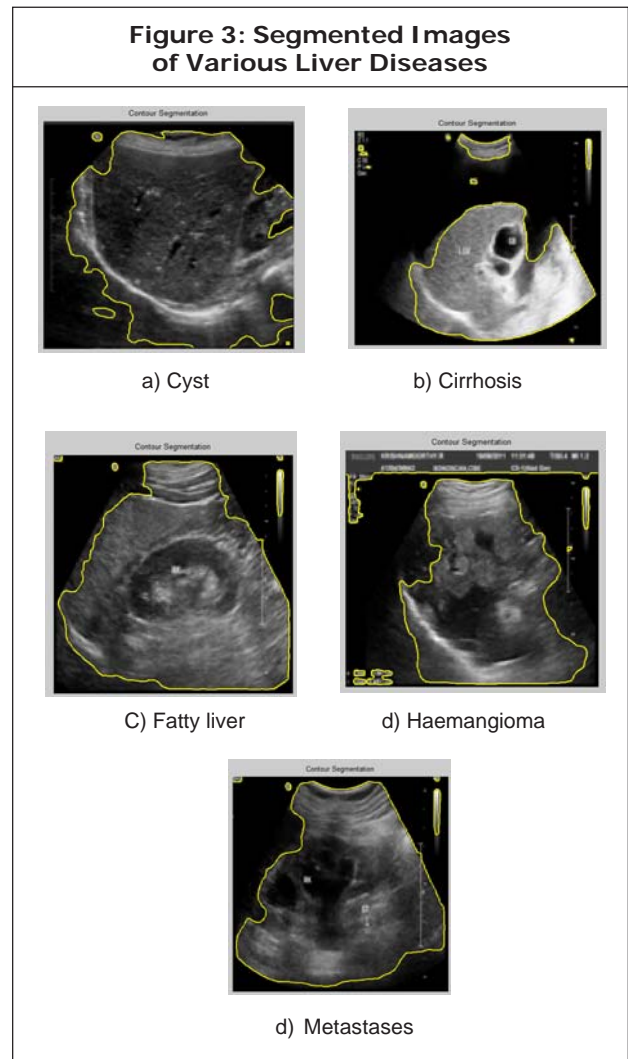 Figure 3: Segmented Images
of Various Liver Diseases
Contour Segmentation
Contour Segmentation
a) Cyst
b) Cirrhosis
Contour Segmentation
Contour Segmentation
C) Fatty liver
d) Haemangioma
Contour Segmentation
d) Metastases